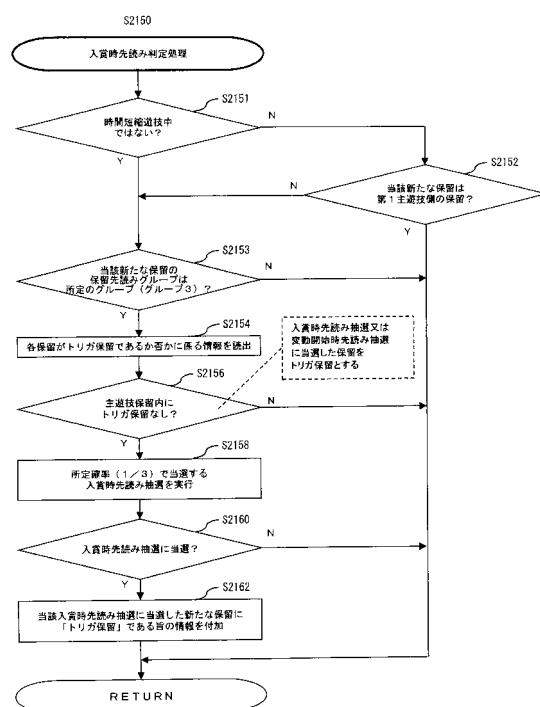 S2150
入賞時先読み判定処理
S2151
時間短縮遊技中
ではない?
N
Y
S2152
当該新たな保留は
第1主遊技側の保留?
N
Y
S2153
当該新たな保留の
保留先読みグループは
所定のグループ(グループ3)?
N
Y
S2154
各保留がトリガ保留であるか否かに係る情報を読出
入賞時先読み抽選又は
変動開始時先読み抽選
に当選した保留を
トリガ保留とする
S2156
主遊技保留内に
トリガ保留なし?
N
Y
S2158
所定確率(1/3)で当選する
入賞時先読み抽選を実行
S2160
入賞時先読み抽選に当選?
N
Y
S2162
当該入賞時先読み抽選に当選した新たな保留に
「トリガ保留」である旨の情報を付加
RETURN